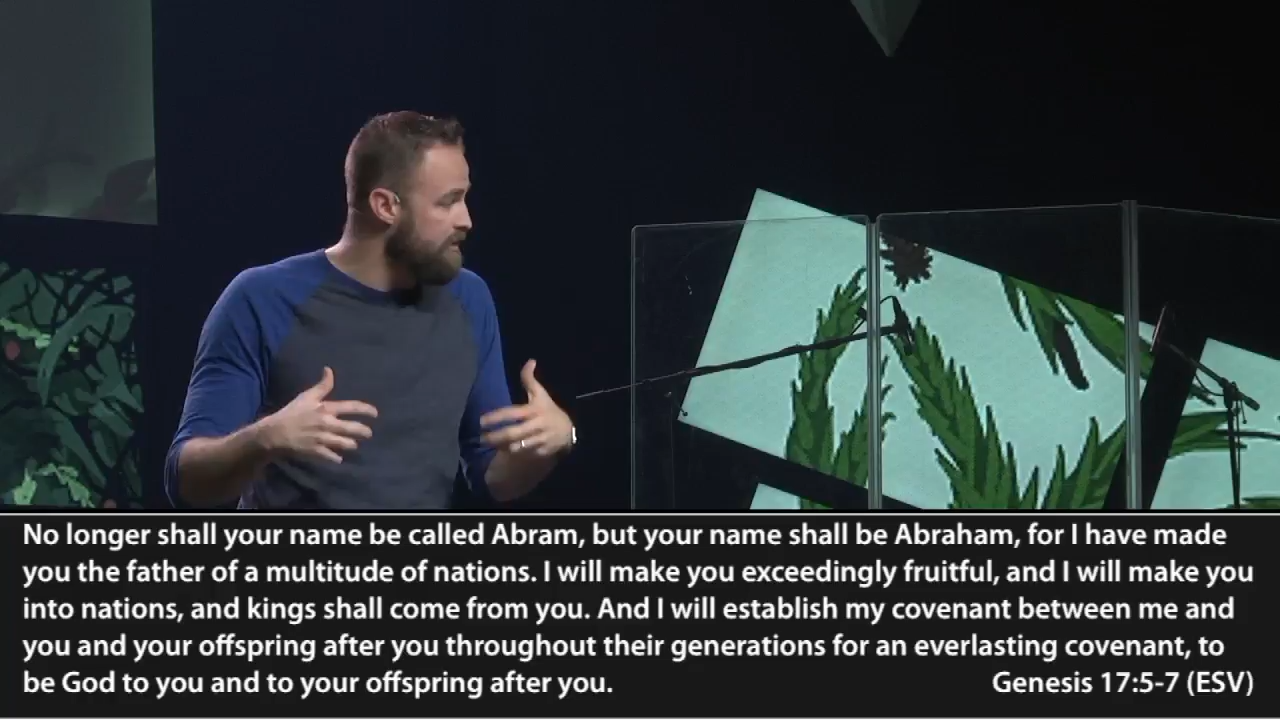 No longer shall your name be called Abram, but your name shall be Abraham, for I have made
you the father of a multitude of nations. I will make you exceedingly fruitful, and I will make you
into nations, and kings shall come from you. And I will establish my covenant between me and
you and your offspring after you throughout their generations for an everlasting covenant, to
be God to you and to your offspring after you. Genesis 17:5-7 (ESV)